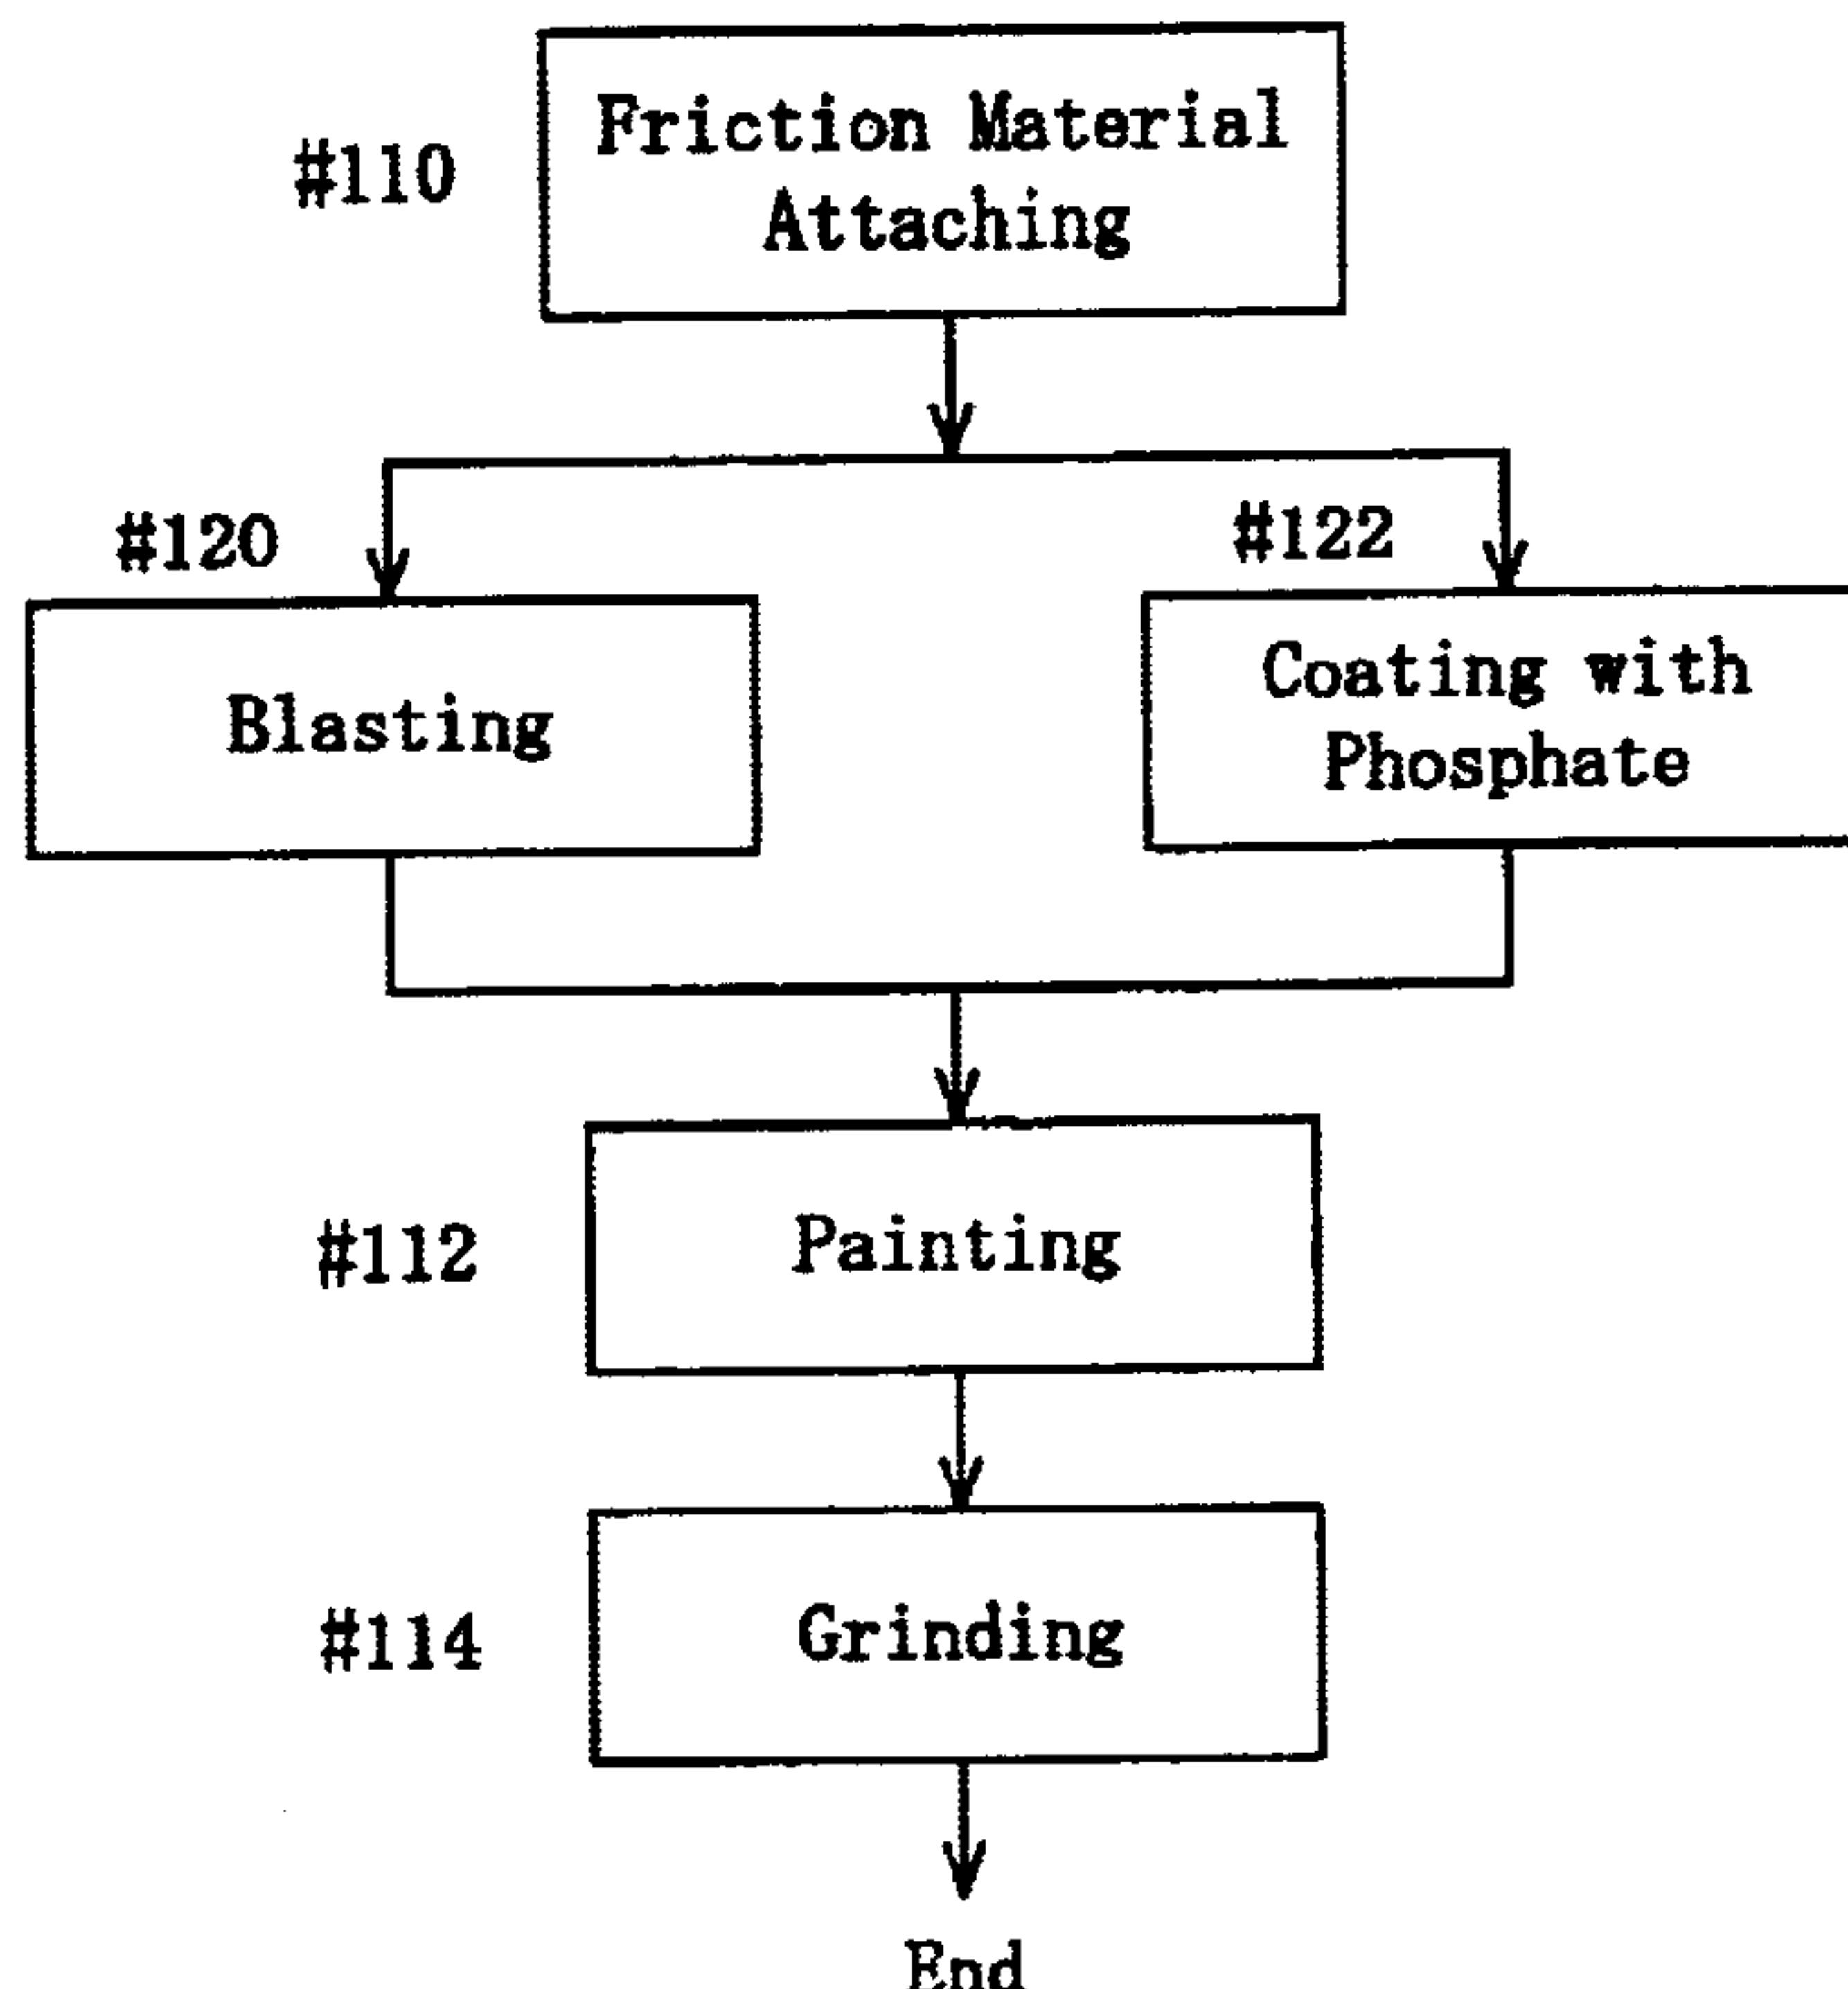 #110
Friction Material
Attaching
#120
#122
Blasting
Coating with
Phosphate
#112
Painting
#114
Grinding
End